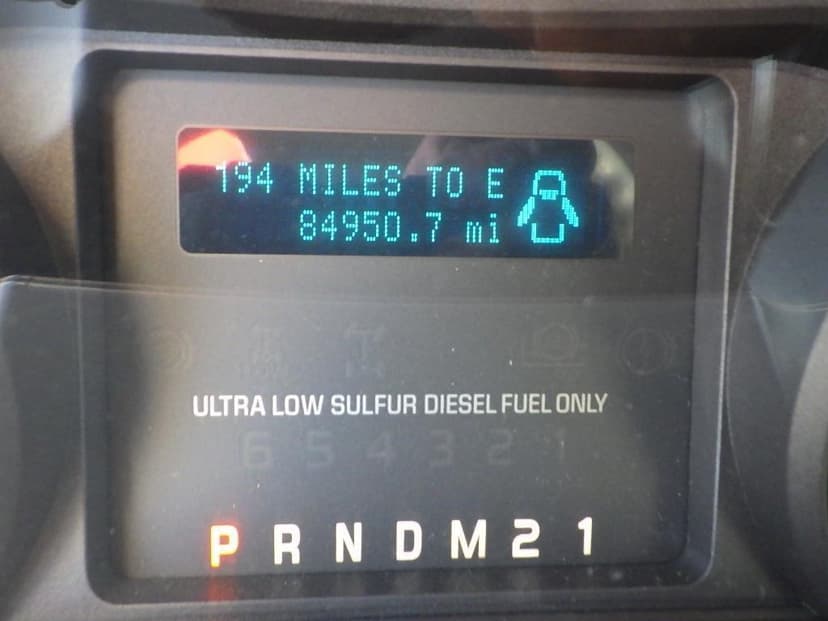 194 MILES TO E
84950.7 mi
ULTRA LOW SULFUR DIESEL FUEL ONLY
6 5 4 3 2 1
P R N D M 2 1